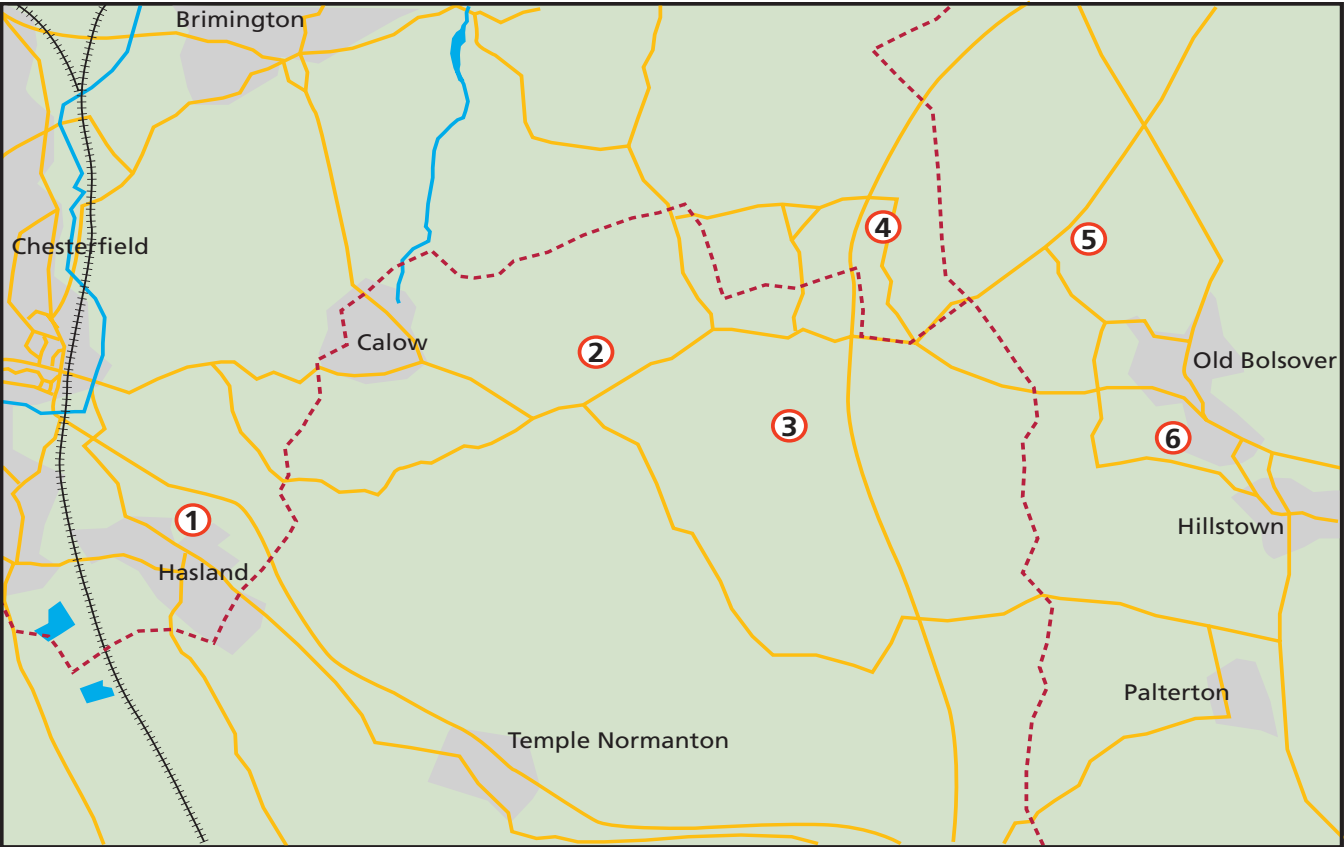 Brimington
4
5
Chesterfield
Calow
2
Old Bolsover
3
6
1
Hillstown
Hasland
Palterton
Temple Normanton